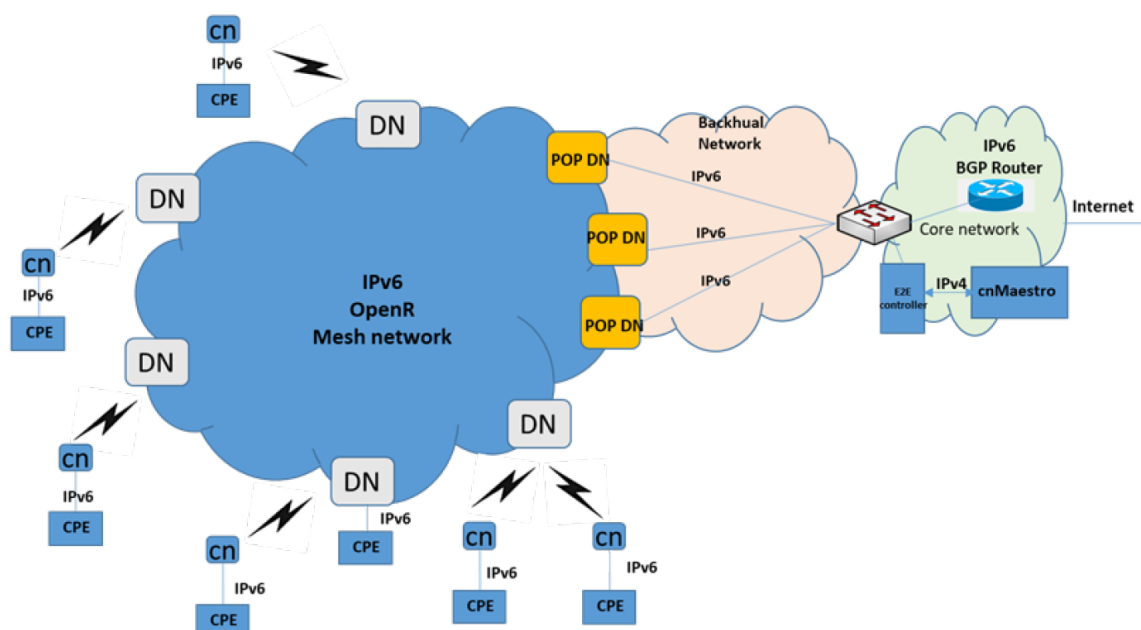 cn
IPv6
CPE
DN
DN
cn
IPv6
CPE
DN
cn
IPv6
CPE
IPv6
OpenR
Mesh network
DN
IPv6
CPE
cn
IPv6
CPE
DN
cn
IPv6
CPE
cn
IPv6
CPE
POP DN
POP DN
POP DN
Backhual
Network
IPv6
IPv6
IPv6
IPv6
BGP Router
Core network
Internet
E2E
controller
IPv4
cnMaestro